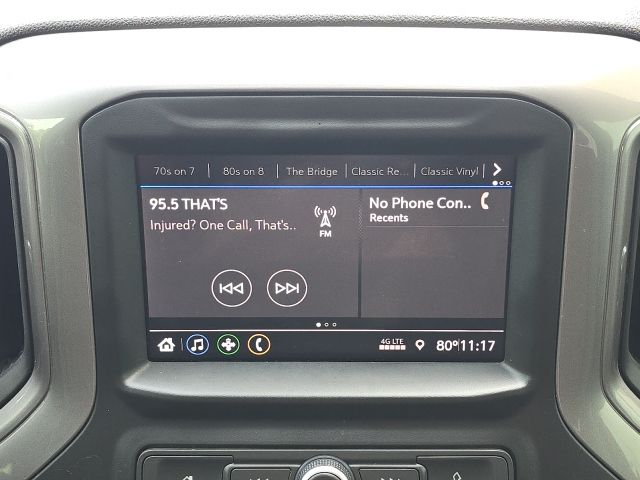 70s on 7 80s on 8 The Bridge Classic Re... Classic Vinyl
95.5 THAT'S
Injured? One Call, That's..
FM
No Phone Con..
Recents
4G LTE 80° 11:17